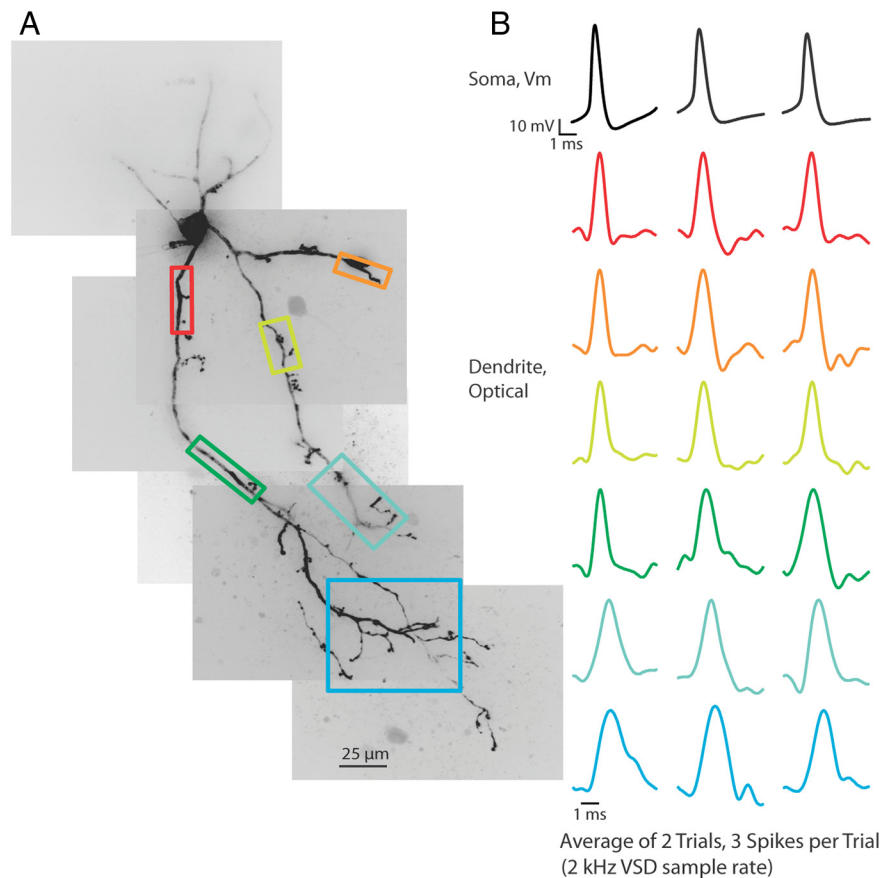 A
B
Soma, Vm
10 mV
1 ms
Dendrite,
Optical
25 µm
1 ms
Average of 2 Trials, 3 Spikes per Trial
(2 kHz VSD sample rate)